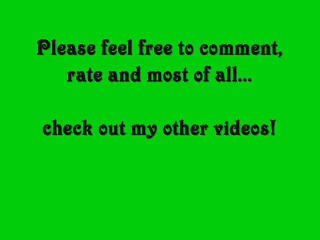 Please feel free to comment,
rate and most of all...
check out my other videos!